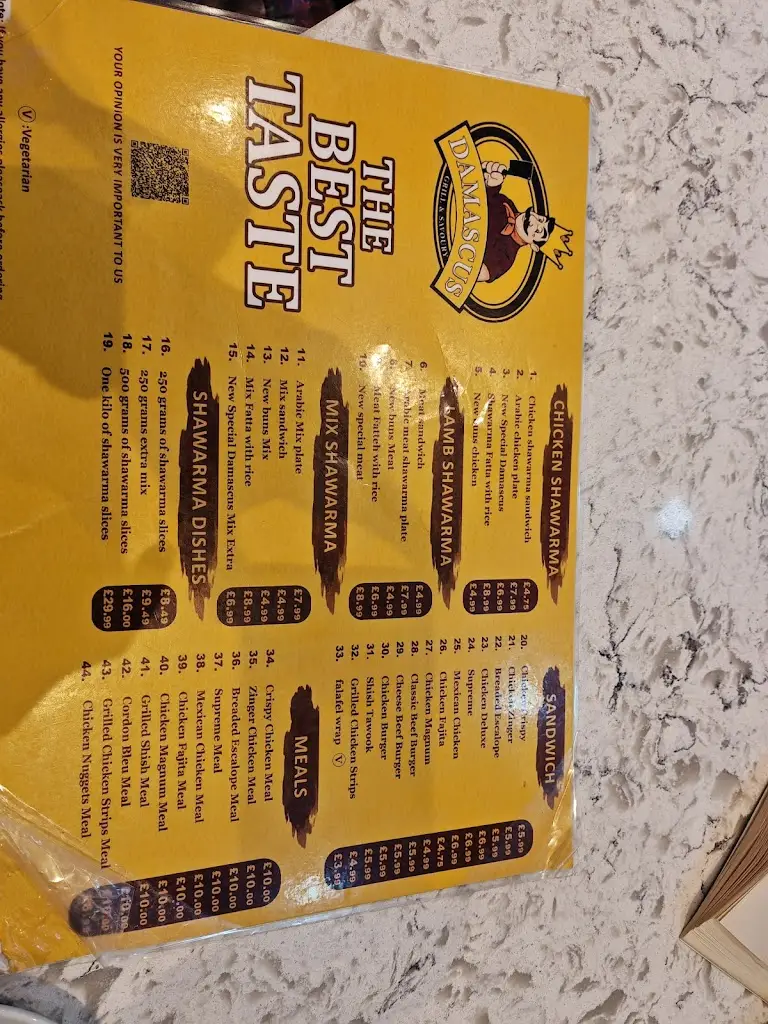 DAMASCUS
GRILL & SAVOURY
THE
BEST
TASTE
YOUR OPINION IS VERY IMPORTANT TO US
V :Vegetarian
CHICKEN SHAWARMA
1. Chicken shawarma sandwich £4.75
2. Arabic chicken plate £7.99
3. New Special Damascus £6.99
4. Shawarma Fatta with rice £8.99
5. New buns chicken £4.99
LAMB SHAWARMA
6. Meat sandwich £4.99
7. Arabic meat shawarma plate £7.99
8. New buns Meat £4.99
Meat Fatteh with rice £6.99
10. New special meat £8.99
MIX SHAWARMA
11. Arabic Mix plate £7.99
12. Mix sandwich £4.99
13. New buns Mix £4.99
14. Mix Fatta with rice £8.99
15. New Special Damascus Mix Extra £6.99
SHAWARMA DISHES
16. 250 grams of shawarma slices £8.49
17. 250 grams extra mix £9.49
18. 500 grams of shawarma slices £16.00
19. One kilo of shawarma slices £29.99
SANDWICH
20. Chicken Crispy £5.99
21. Chicken Zinger £5.99
22. Breaded Escalope £5.99
23. Chicken Deluxe £6.99
24. Supreme £6.99
25. Mexican Chicken £6.99
26. Chicken Fajita £4.75
27. Chicken Magnum £4.99
28. Classic Beef Burger £5.99
29. Cheese Beef Burger £5.99
30. Chicken Burger £5.99
31. Shish Tawook £5.99
32. Grilled Chicken Strips £4.99
33. falafel wrap V £3.99
MEALS
34. Crispy Chicken Meal £10.00
35. Zinger Chicken Meal £10.00
36. Breaded Escalope Meal £10.00
37. Supreme Meal £10.00
38. Mexican Chicken Meal £10.00
39. Chicken Fajita Meal £10.00
40. Chicken Magnum Meal £10.00
41. Grilled Shish Meal £10.00
42. Cordon Bleu Meal £10.00
43. Grilled Chicken Strips Meal
44. Chicken Nuggets Meal